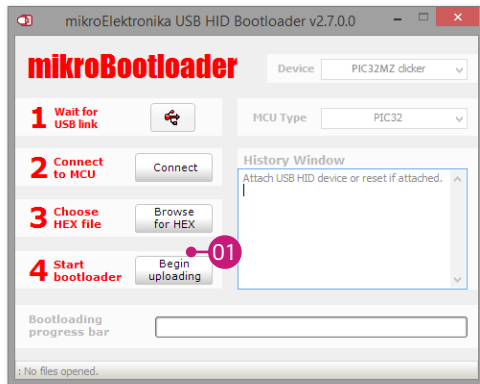 mikroElektronika USB HID Bootloader v2.7.0.0
mikroBootloader
Device
PIC32MZ clicker
1 Wait for
USB link
MCU Type
PIC32
2 Connect
to MCU
Connect
History Window
Attach USB HID device or reset if attached.
3 Choose
HEX file
Browse
for HEX
4 Start
bootloader
Begin
uploading
01
Bootloading
progress bar
: No files opened.